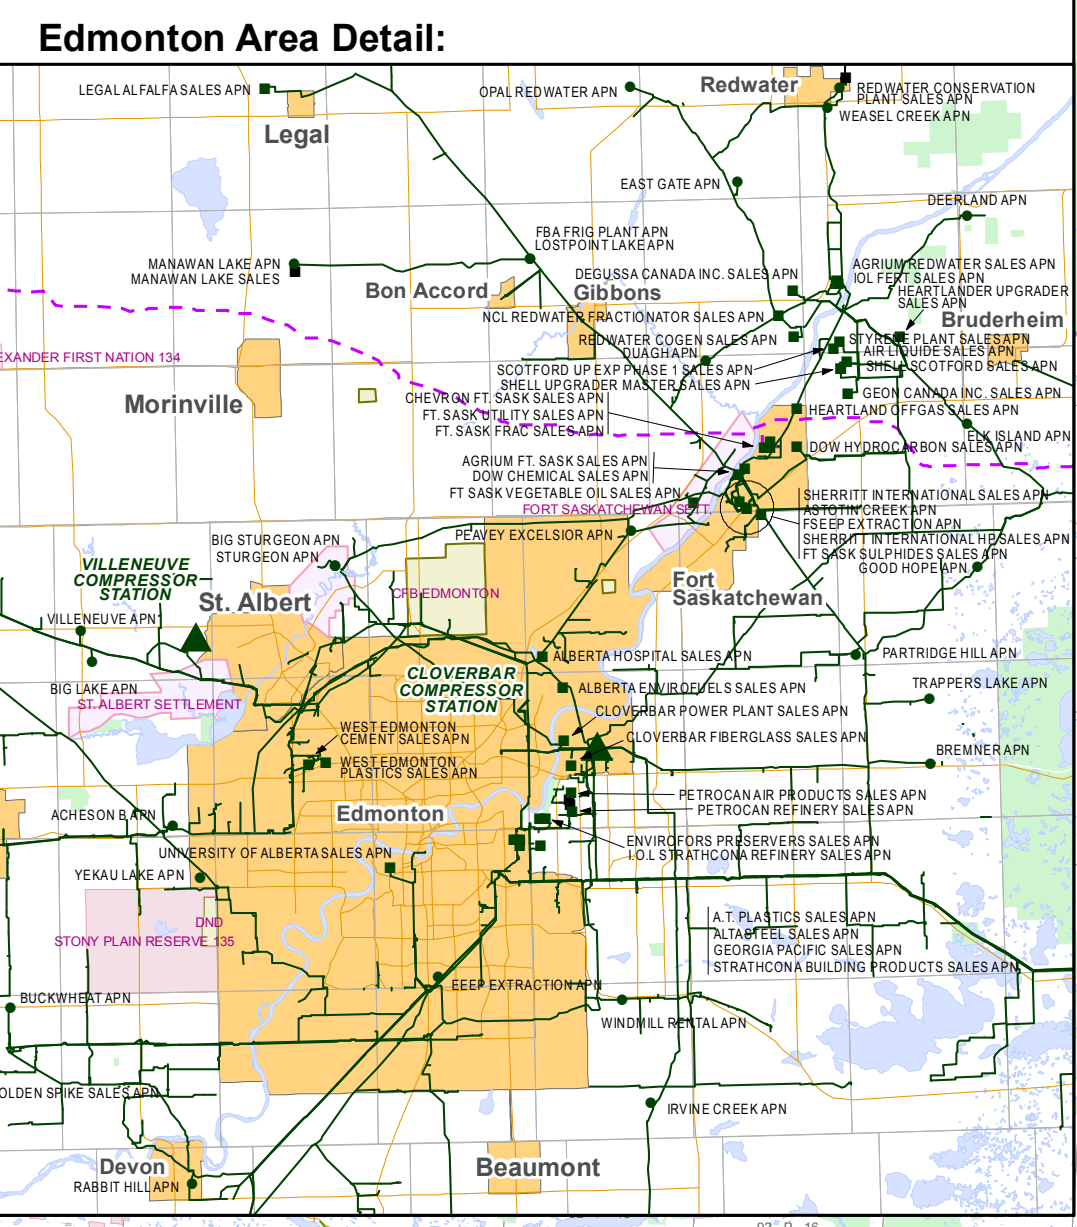 Edmonton Area Detail:
LEGAL ALFALFA SALES APN
OPAL REDWATER APN
Redwater
REDWATER CONSERVATION
PLANT SALES APN
WEASEL CREEK APN
Legal
EAST GATE APN
DEERLAND APN
FBA FRIG PLANT APN
LOSTPOINT LAKE APN
MANAWAN LAKE APN
MANAWAN LAKE SALES
DEGUSSA CANADA INC. SALES APN
AGRIUM REDWATER SALES APN
IOL FERT SALES APN
HEARTLANDER UPGRADER
SALES APN
Bon Accord
Gibbons
NCL REDWATER FRACTIONATOR SALES APN
Bruderheim
REDWATER COGEN SALES APN
STYRENE PLANT SALES APN
DUAGH APN
AIR LIQUIDE SALES APN
EXANDER FIRST NATION 134
SCOTFORD UP EXP PHASE 1 SALES APN
SHELL SCOTFORD SALES APN
SHELL UPGRADER MASTER SALES APN
Morinville
CHEVRON FT. SASK SALES APN
GEON CANADA INC. SALES APN
FT. SASK UTILITY SALES APN
HEARTLAND OFFGAS SALES APN
FT. SASK FRAC SALES APN
ELK ISLAND APN
DOW HYDROCARBON SALES APN
AGRIUM FT. SASK SALES APN
DOW CHEMICAL SALES APN
FT SASK VEGETABLE OIL SALES APN
SHERRITT INTERNATIONAL SALES APN
FORT SASKATCHEWAN SETT.
ASTOTIN CREEK APN
FSEEP EXTRACTION APN
PEAVEY EXCELSIOR APN
SHERRITT INTERNATIONAL HP SALES APN
BIG STURGEON APN
FT SASK SULPHIDES SALES APN
STURGEON APN
GOOD HOPE APN
VILLENEUVE
COMPRESSOR
STATION
Fort
Saskatchewan
CFB EDMONTON
St. Albert
VILLENEUVE APN
ALBERTA HOSPITAL SALES APN
PARTRIDGE HILL APN
CLOVERBAR
COMPRESSOR
STATION
BIG LAKE APN
ALBERTA ENVIROFUELS SALES APN
TRAPPERS LAKE APN
ST. ALBERT SETTLEMENT
CLOVERBAR POWER PLANT SALES APN
WEST EDMONTON
CEMENT SALES APN
CLOVERBAR FIBERGLASS SALES APN
BREMNER APN
WEST EDMONTON
PLASTICS SALES APN
PETROCAN AIR PRODUCTS SALES APN
PETROCAN REFINERY SALES APN
ACHESON B APN
Edmonton
ENVIROFORS PRESERVERS SALES APN
UNIVERSITY OF ALBERTA SALES APN
I.O.L STRATHCONA REFINERY SALES APN
YEKAU LAKE APN
DND
A.T. PLASTICS SALES APN
ALTASTEEL SALES APN
STONY PLAIN RESERVE 135
GEORGIA PACIFIC SALES APN
STRATHCONA BUILDING PRODUCTS SALES APN
EEEP EXTRACTION APN
BUCKWHEAT APN
WINDMILL RENTAL APN
OLDEN SPIKE SALES APN
IRVINE CREEK APN
Devon
Beaumont
RABBIT HILL APN